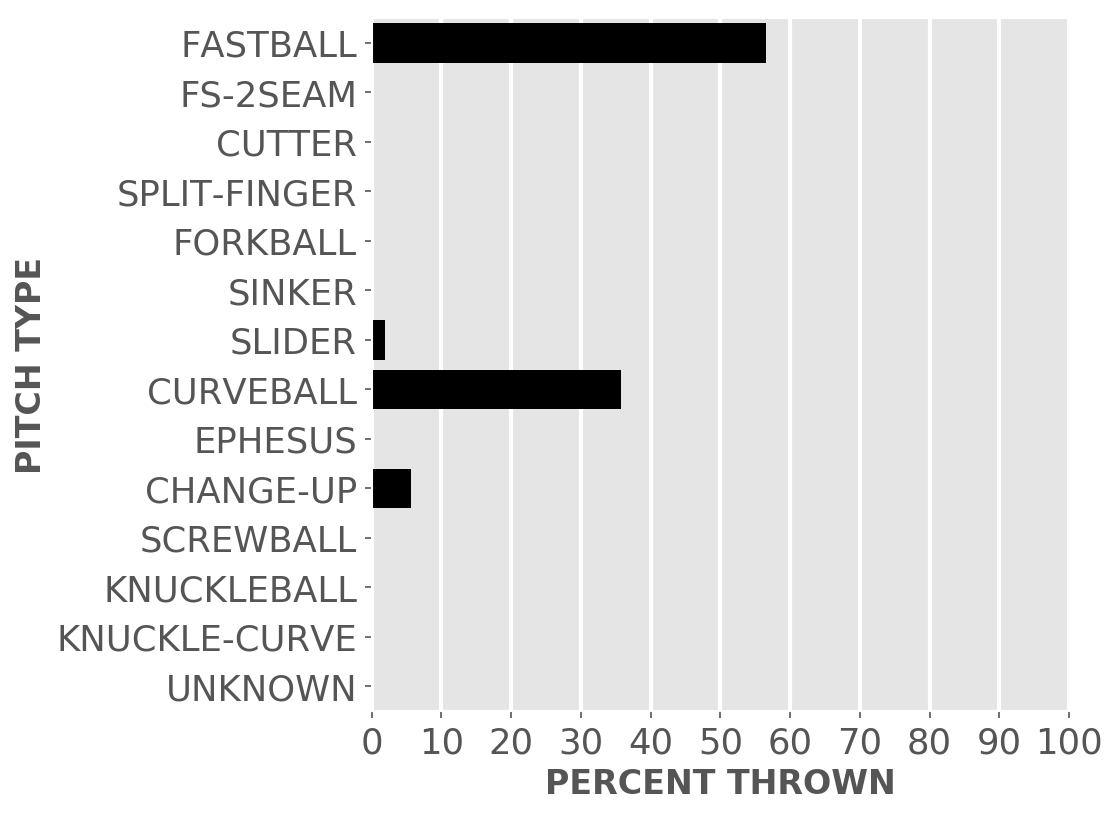 FASTBALL
FS-2SEAM
CUTTER
SPLIT-FINGER
FORKBALL
SINKER
SLIDER
CURVEBALL
EPHESUS
CHANGE-UP
SCREWBALL
KNUCKLEBALL
KNUCKLE-CURVE
UNKNOWN
PITCH TYPE
0 10 20 30 40 50 60 70 80 90 100
PERCENT THROWN